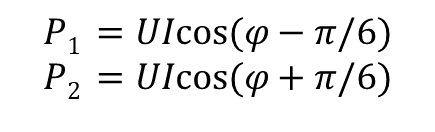 P₁ = UIcos(φ − π/6)
P₂ = UIcos(φ + π/6)